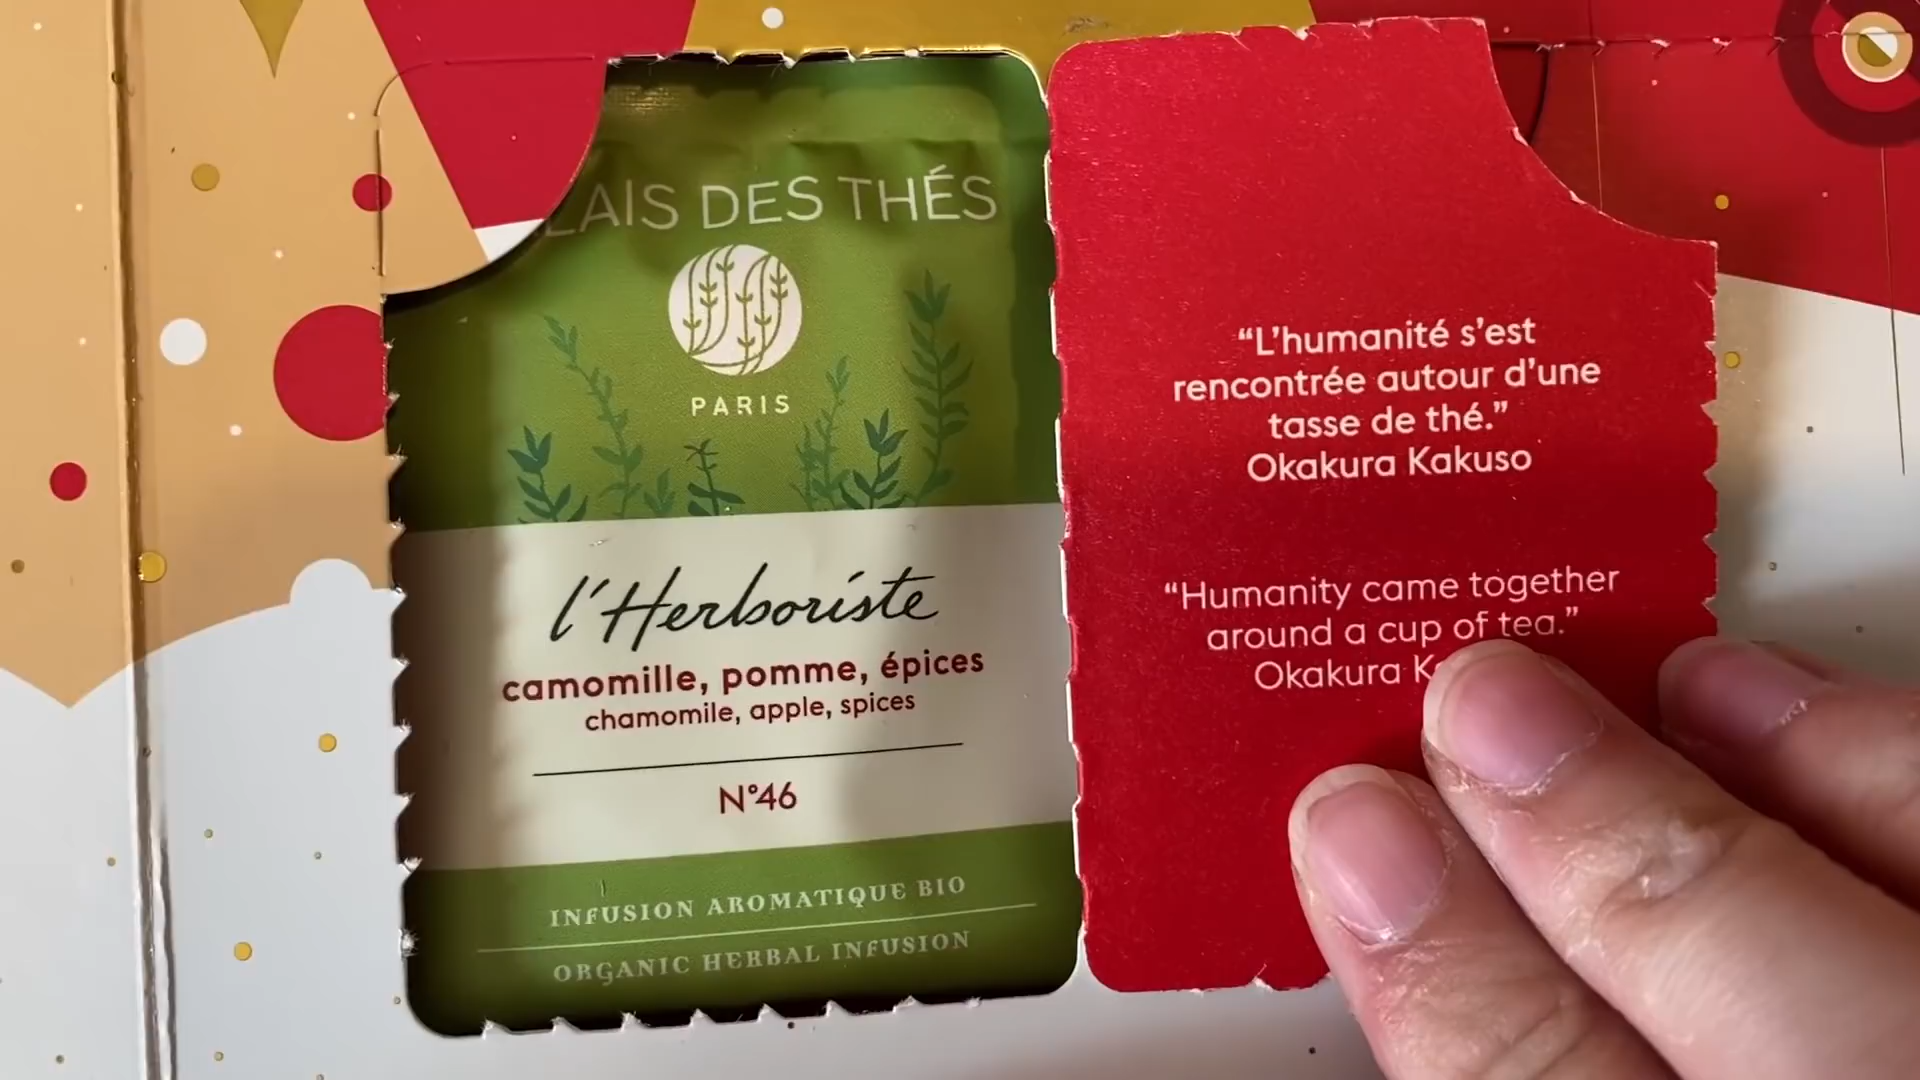 LAIS DES THÉS
PARIS
l'Herboriste
camomille, pomme, épices
chamomile, apple, spices
N°46
INFUSION AROMATIQUE BIO
ORGANIC HERBAL INFUSION
“L’humanité s’est
rencontrée autour d’une
tasse de thé.”
Okakura Kakuso
“Humanity came together
around a cup of tea.”
Okakura